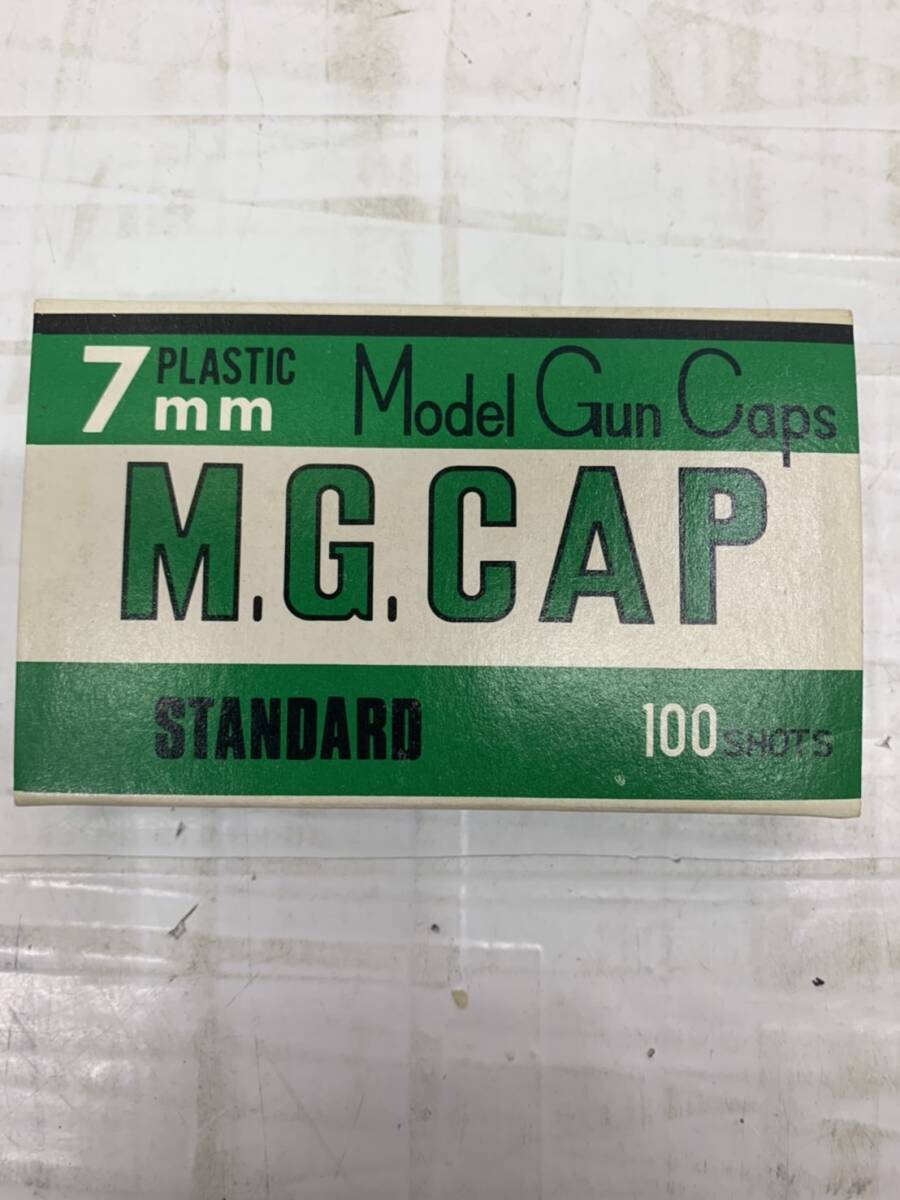 7 PLASTIC mm Model Gun Caps
M.G.CAP
STANDARD 100 SHOTS